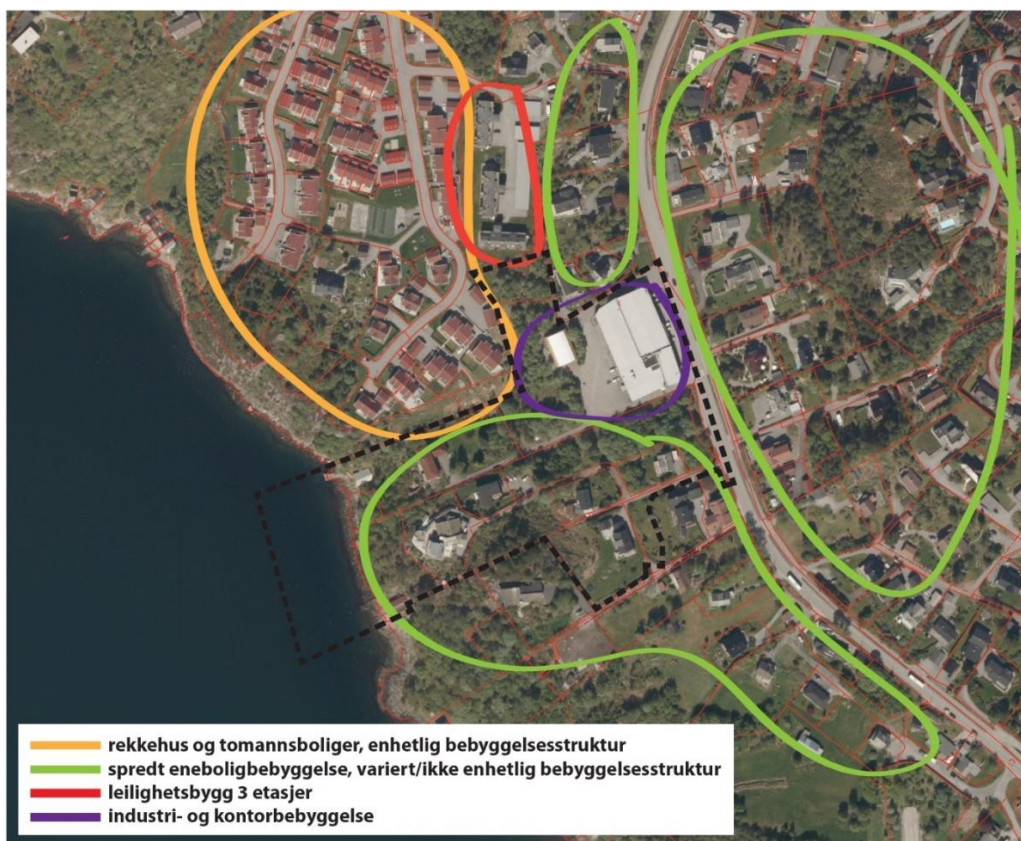 rekkehus og tomannsboliger, enhetlig bebyggelsesstruktur
spredt eneboligbebyggelse, variert/ikke enhetlig bebyggelsesstruktur
leilighetsbygg 3 etasjer
industri- og kontorbebyggelse